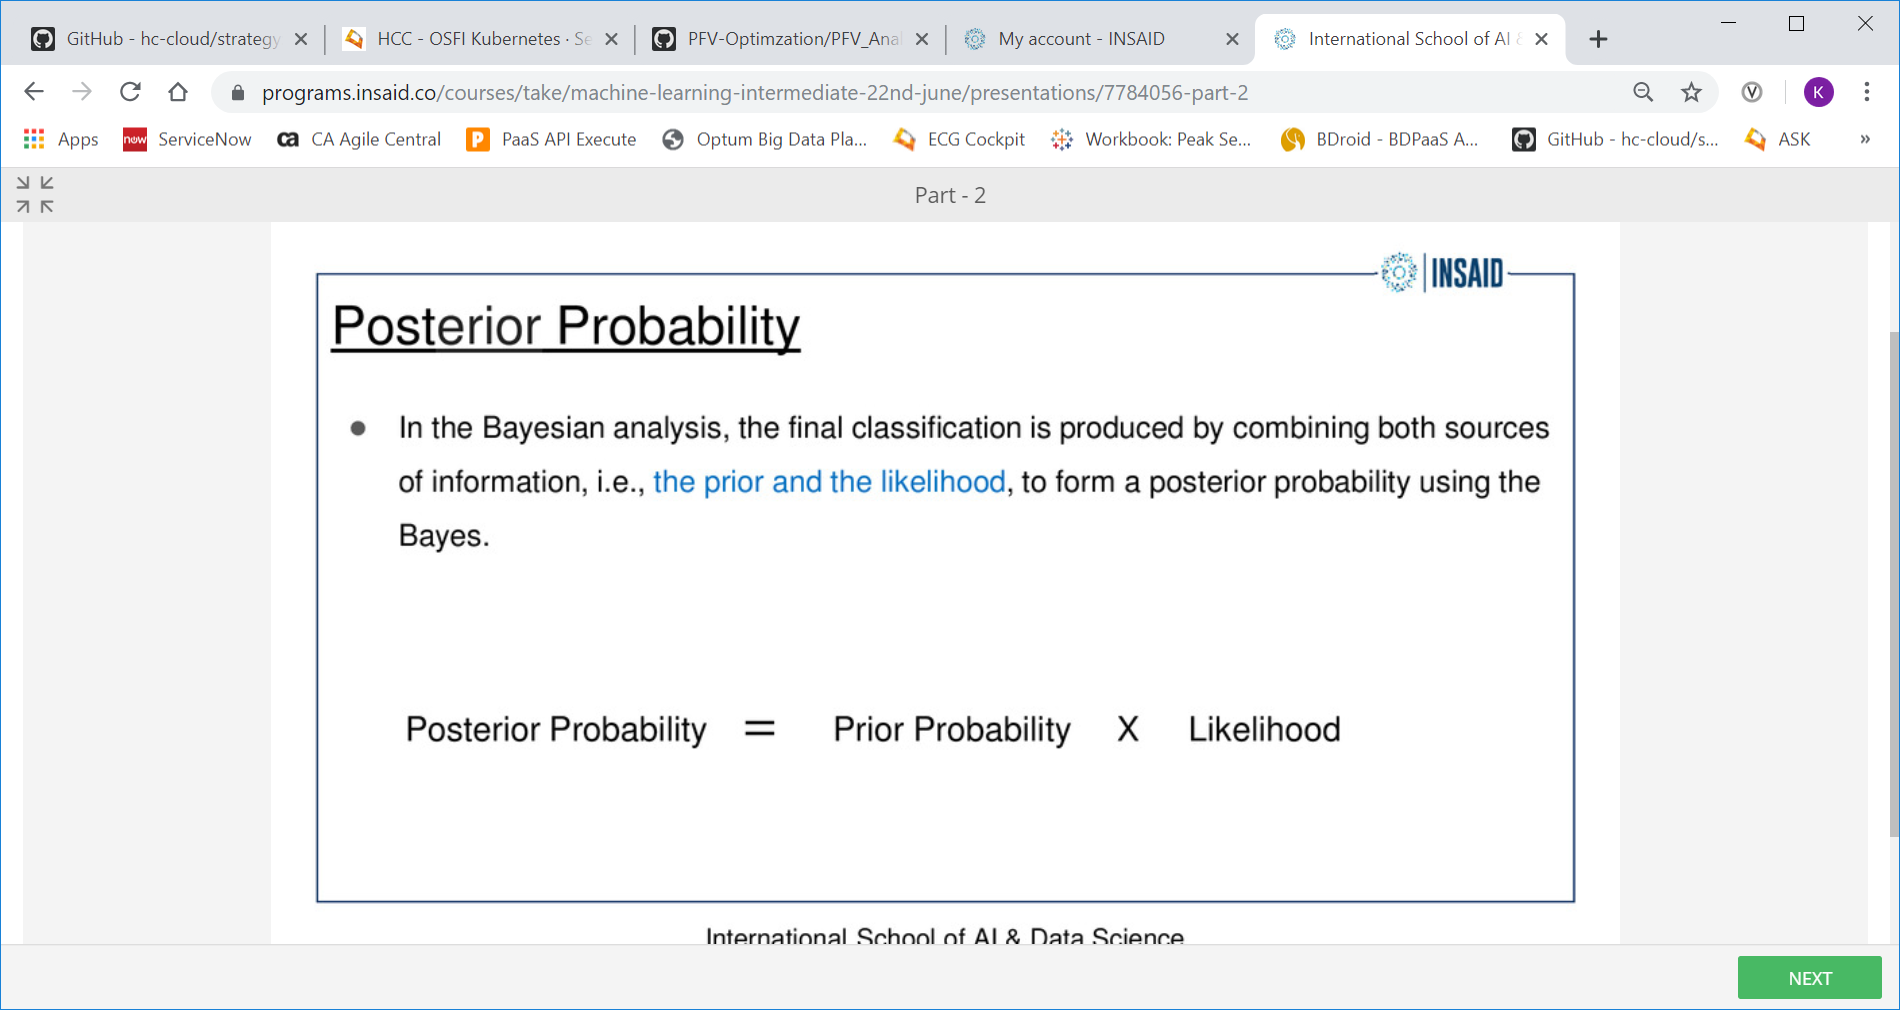 GitHub - hc-cloud/strategy
HCC - OSFI Kubernetes · Se
PFV-Optimzation/PFV_Anal
My account - INSAID
International School of AI &
programs.insaid.co/courses/take/machine-learning-intermediate-22nd-june/presentations/7784056-part-2
K
Apps
now ServiceNow
ca CA Agile Central
P PaaS API Execute
Optum Big Data Pla...
ECG Cockpit
Workbook: Peak Se...
BDroid - BDPaaS A...
GitHub - hc-cloud/s...
ASK
»
Part - 2
INSAID
Posterior Probability
● In the Bayesian analysis, the final classification is produced by combining both sources
of information, i.e., the prior and the likelihood, to form a posterior probability using the
Bayes.
Posterior Probability = Prior Probability X Likelihood
International School of AI & Data Science
NEXT